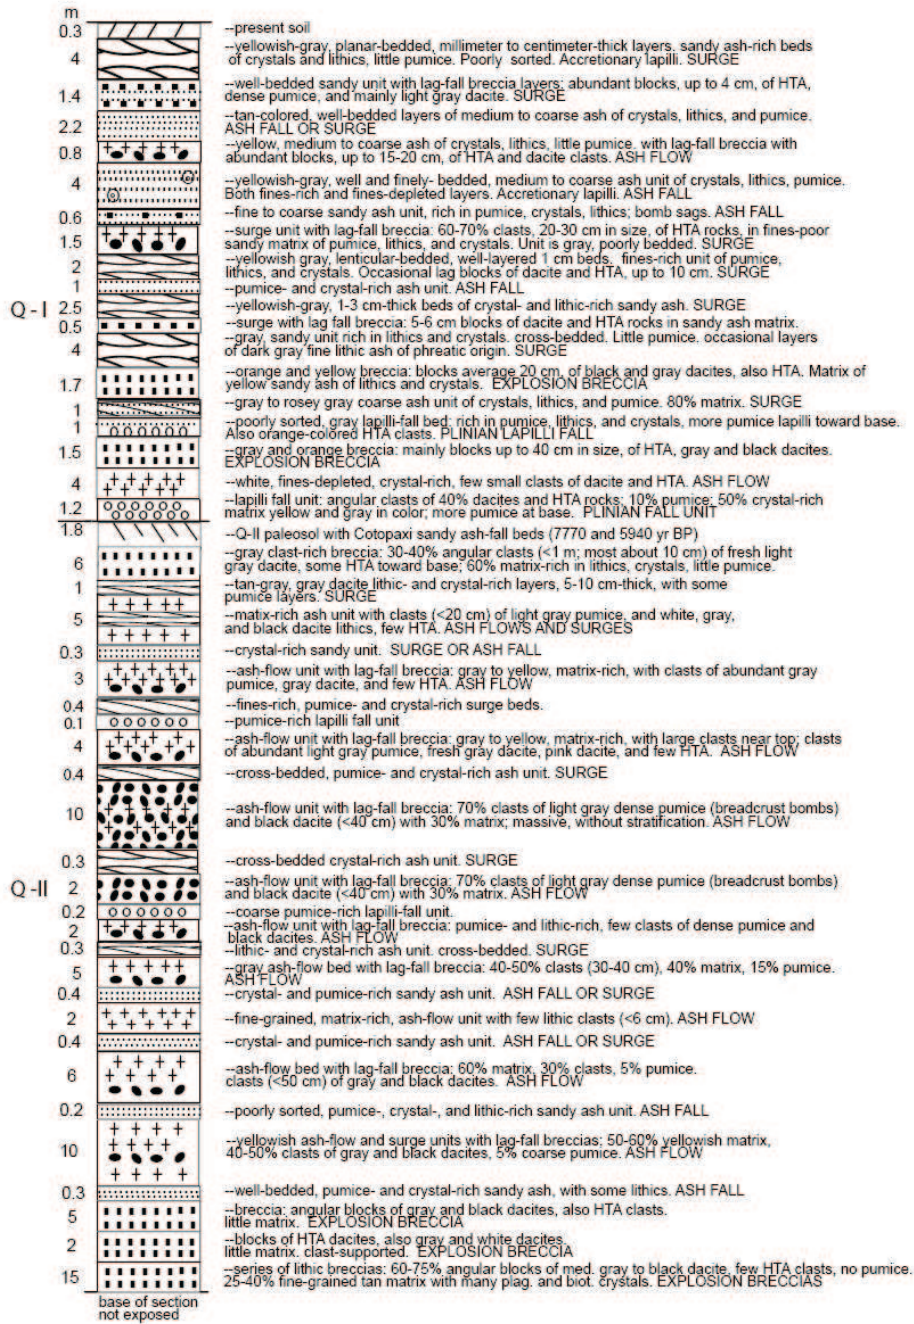 m
0.3 --present soil
4 --yellowish-gray, planar-bedded, millimeter to centimeter-thick layers. sandy ash-rich beds
of crystals and lithics, little pumice. Poorly sorted. Accretionary lapilli. SURGE
1.4 --well-bedded sandy unit with lag-fall breccia layers; abundant blocks, up to 4 cm, of HTA,
dense pumice, and mainly light gray dacite. SURGE
2.2 --tan-colored, well-bedded layers of medium to coarse ash of crystals, lithics, and pumice.
ASH FALL OR SURGE
0.8 --yellow, medium to coarse ash of crystals, lithics, little pumice. with lag-fall breccia with
abundant blocks, up to 15-20 cm, of HTA and dacite clasts. ASH FLOW
4 --yellowish-gray, well and finely- bedded, medium to coarse ash unit of crystals, lithics, pumice.
Both fines-rich and fines-depleted layers. Accretionary lapilli. ASH FALL
0.6 --fine to coarse sandy ash unit, rich in pumice, crystals, lithics; bomb sags. ASH FALL
1.5 --surge unit with lag-fall breccia: 60-70% clasts, 20-30 cm in size, of HTA rocks, in fines-poor
sandy matrix of pumice, lithics, and crystals. Unit is gray, poorly bedded. SURGE
2 --yellowish gray, lenticular-bedded, well-layered 1 cm beds. fines-rich unit of pumice,
lithics, and crystals. Occasional lag blocks of dacite and HTA, up to 10 cm. SURGE
1 --pumice- and crystal-rich ash unit. ASH FALL
Q-I 2.5 --yellowish-gray, 1-3 cm-thick beds of crystal- and lithic-rich sandy ash. SURGE
0.5 --surge with lag fall breccia: 5-6 cm blocks of dacite and HTA rocks in sandy ash matrix.
4 --gray, sandy unit rich in lithics and crystals. cross-bedded. Little pumice. occasional layers
of dark gray fine lithic ash of phreatic origin. SURGE
1.7 --orange and yellow breccia: blocks average 20 cm, of black and gray dacites, also HTA. Matrix of
yellow sandy ash of lithics and crystals. EXPLOSION BRECCIA
1 --gray to rosey gray coarse ash unit of crystals, lithics, and pumice. 80% matrix. SURGE
1 --poorly sorted, gray lapilli-fall bed: rich in pumice, lithics, and crystals, more pumice lapilli toward base.
Also orange-colored HTA clasts. PLINIAN LAPILLI FALL
1.5 --gray and orange breccia: mainly blocks up to 40 cm in size, of HTA, gray and black dacites.
EXPLOSION BRECCIA
4 --white, fines-depleted, crystal-rich, few small clasts of dacite and HTA. ASH FLOW
1.2 --lapilli fall unit: angular clasts of 40% dacites and HTA rocks; 10% pumice; 50% crystal-rich
matrix yellow and gray in color; more pumice at base. PLINIAN FALL UNIT
1.8 --Q-II paleosol with Cotopaxi sandy ash-fall beds (7770 and 5940 yr BP)
6 --gray clast-rich breccia: 30-40% angular clasts (<1 m; most about 10 cm) of fresh light
gray dacite, some HTA toward base; 60% matrix-rich in lithics, crystals, little pumice.
1 --tan-gray, gray dacite lithic- and crystal-rich layers, 5-10 cm-thick, with some
pumice layers. SURGE
5 --matix-rich ash unit with clasts (<20 cm) of light gray pumice, and white, gray,
and black dacite lithics, few HTA. ASH FLOWS AND SURGES
0.3 --crystal-rich sandy unit. SURGE OR ASH FALL
3 --ash-flow unit with lag-fall breccia: gray to yellow, matrix-rich, with clasts of abundant gray
pumice, gray dacite, and few HTA. ASH FLOW
0.4 --fines-rich, pumice- and crystal-rich surge beds.
0.1 --pumice-rich lapilli fall unit
4 --ash-flow unit with lag-fall breccia: gray to yellow, matrix-rich, with large clasts near top; clasts
of abundant light gray pumice, fresh gray dacite, pink dacite, and few HTA. ASH FLOW
0.4 --cross-bedded, pumice- and crystal-rich ash unit. SURGE
10 --ash-flow unit with lag-fall breccia: 70% clasts of light gray dense pumice (breadcrust bombs)
and black dacite (<40 cm) with 30% matrix; massive, without stratification. ASH FLOW
0.3 --cross-bedded crystal-rich ash unit. SURGE
Q -II 2 --ash-flow unit with lag-fall breccia: 70% clasts of light gray dense pumice (breadcrust bombs)
and black dacite (<40 cm) with 30% matrix. ASH FLOW
0.2 --coarse pumice-rich lapilli-fall unit.
2 --ash-flow unit with lag-fall breccia: pumice- and lithic-rich, few clasts of dense pumice and
black dacites. ASH FLOW
0.3 --lithic- and crystal-rich ash unit. cross-bedded. SURGE
5 --gray ash-flow bed with lag-fall breccia: 40-50% clasts (30-40 cm), 40% matrix, 15% pumice.
ASH FLOW
0.4 --crystal- and pumice-rich sandy ash unit. ASH FALL OR SURGE
2 --fine-grained, matrix-rich, ash-flow unit with few lithic clasts (<6 cm). ASH FLOW
0.4 --crystal- and pumice-rich sandy ash unit. ASH FALL OR SURGE
6 --ash-flow bed with lag-fall breccia: 60% matrix, 30% clasts, 5% pumice.
clasts (<50 cm) of gray and black dacites. ASH FLOW
0.2 --poorly sorted, pumice-, crystal-, and lithic-rich sandy ash unit. ASH FALL
10 --yellowish ash-flow and surge units with lag-fall breccias; 50-60% yellowish matrix,
40-50% clasts of gray and black dacites, 5% coarse pumice. ASH FLOW
0.3 --well-bedded, pumice- and crystal-rich sandy ash, with some lithics. ASH FALL
5 --breccia: angular blocks of gray and black dacites, also HTA clasts.
little matrix. EXPLOSION BRECCIA
2 --blocks of HTA dacites, also gray and white dacites.
little matrix. clast-supported. EXPLOSION BRECCIA
15 --series of lithic breccias: 60-75% angular blocks of med. gray to black dacite, few HTA clasts, no pumice.
25-40% fine-grained tan matrix with many plag. and biot. crystals. EXPLOSION BRECCIAS
base of section
not exposed